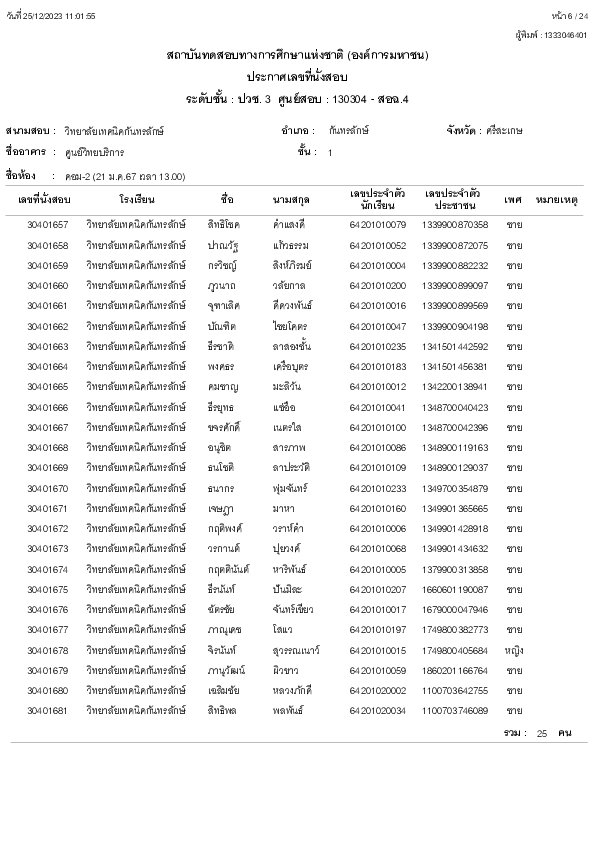 วันที่ 25/12/2023 11:01:55 หน้า 6 / 24
ผู้พิมพ์ : 1333046401
สถาบันทดสอบทางการศึกษาแห่งชาติ (องค์การมหาชน)
ประกาศเลขที่นั่งสอบ
ระดับชั้น : ปวช. 3 ศูนย์สอบ : 130304 - สอฉ.4
สนามสอบ : วิทยาลัยเทคนิคกันทรลักษ์ อำเภอ : กันทรลักษ์ จังหวัด : ศรีสะเกษ
ชื่ออาคาร : ศูนย์วิทยบริการ ชั้น : 1
ชื่อห้อง : คอม-2 (21 ม.ค.67 เวลา 13.00)
เลขที่นั่งสอบ โรงเรียน ชื่อ นามสกุล เลขประจำตัวนักเรียน เลขประจำตัวประชาชน เพศ หมายเหตุ
30401657 วิทยาลัยเทคนิคกันทรลักษ์ สิทธิโชค คำแสงดี 64201010079 1339900870358 ชาย
30401658 วิทยาลัยเทคนิคกันทรลักษ์ ปาณวัฐ แก้วธรรม 64201010052 1339900872075 ชาย
30401659 วิทยาลัยเทคนิคกันทรลักษ์ กรวิชญ์ สิงห์ภิรมย์ 64201010004 1339900882232 ชาย
30401660 วิทยาลัยเทคนิคกันทรลักษ์ ภูวนาถ วลัยกาล 64201010200 1339900899097 ชาย
30401661 วิทยาลัยเทคนิคกันทรลักษ์ จุฑาเลิศ ดีดวงพันธ์ 64201010016 1339900899569 ชาย
30401662 วิทยาลัยเทคนิคกันทรลักษ์ บัณฑิต ไชยโคตร 64201010047 1339900904198 ชาย
30401663 วิทยาลัยเทคนิคกันทรลักษ์ ธีรชาติ ลาลองชั้น 64201010235 1341501442592 ชาย
30401664 วิทยาลัยเทคนิคกันทรลักษ์ พงศธร เครือบุตร 64201010183 1341501456381 ชาย
30401665 วิทยาลัยเทคนิคกันทรลักษ์ คมชาญ มะลิวัน 64201010012 1342200138941 ชาย
30401666 วิทยาลัยเทคนิคกันทรลักษ์ ธีรยุทธ แซ่อือ 64201010041 1348700040423 ชาย
30401667 วิทยาลัยเทคนิคกันทรลักษ์ ขจรศักดิ์ เนตรใส 64201010100 1348700042396 ชาย
30401668 วิทยาลัยเทคนิคกันทรลักษ์ อนุชิต สารภาพ 64201010086 1348900119163 ชาย
30401669 วิทยาลัยเทคนิคกันทรลักษ์ ธนโชติ ลาประวัติ 64201010109 1348900129037 ชาย
30401670 วิทยาลัยเทคนิคกันทรลักษ์ ธนากร พุ่มจันทร์ 64201010233 1349700354879 ชาย
30401671 วิทยาลัยเทคนิคกันทรลักษ์ เจษฎา มาหา 64201010160 1349901365665 ชาย
30401672 วิทยาลัยเทคนิคกันทรลักษ์ กฤติพงศ์ วราห์คำ 64201010006 1349901428918 ชาย
30401673 วิทยาลัยเทคนิคกันทรลักษ์ วรกานต์ ปุยวงค์ 64201010068 1349901434632 ชาย
30401674 วิทยาลัยเทคนิคกันทรลักษ์ กฤตตินันต์ หาริพันธ์ 64201010005 1379900313858 ชาย
30401675 วิทยาลัยเทคนิคกันทรลักษ์ ธีรนันท์ ปันมิละ 64201010207 1660601190087 ชาย
30401676 วิทยาลัยเทคนิคกันทรลักษ์ ฉัตรชัย จันทร์เขียว 64201010017 1679000047946 ชาย
30401677 วิทยาลัยเทคนิคกันทรลักษ์ ภาณุเดช โสแว 64201010197 1749800382773 ชาย
30401678 วิทยาลัยเทคนิคกันทรลักษ์ จิรนันท์ สุวรรณเนาว์ 64201010015 1749800405684 หญิง
30401679 วิทยาลัยเทคนิคกันทรลักษ์ ภานุวัฒน์ ผิวขาว 64201010059 1860201166764 ชาย
30401680 วิทยาลัยเทคนิคกันทรลักษ์ เฉลิมชัย หลวงภักดี 64201020002 1100703642755 ชาย
30401681 วิทยาลัยเทคนิคกันทรลักษ์ สิทธิพล พลพันธ์ 64201020034 1100703746089 ชาย
รวม : 25 คน